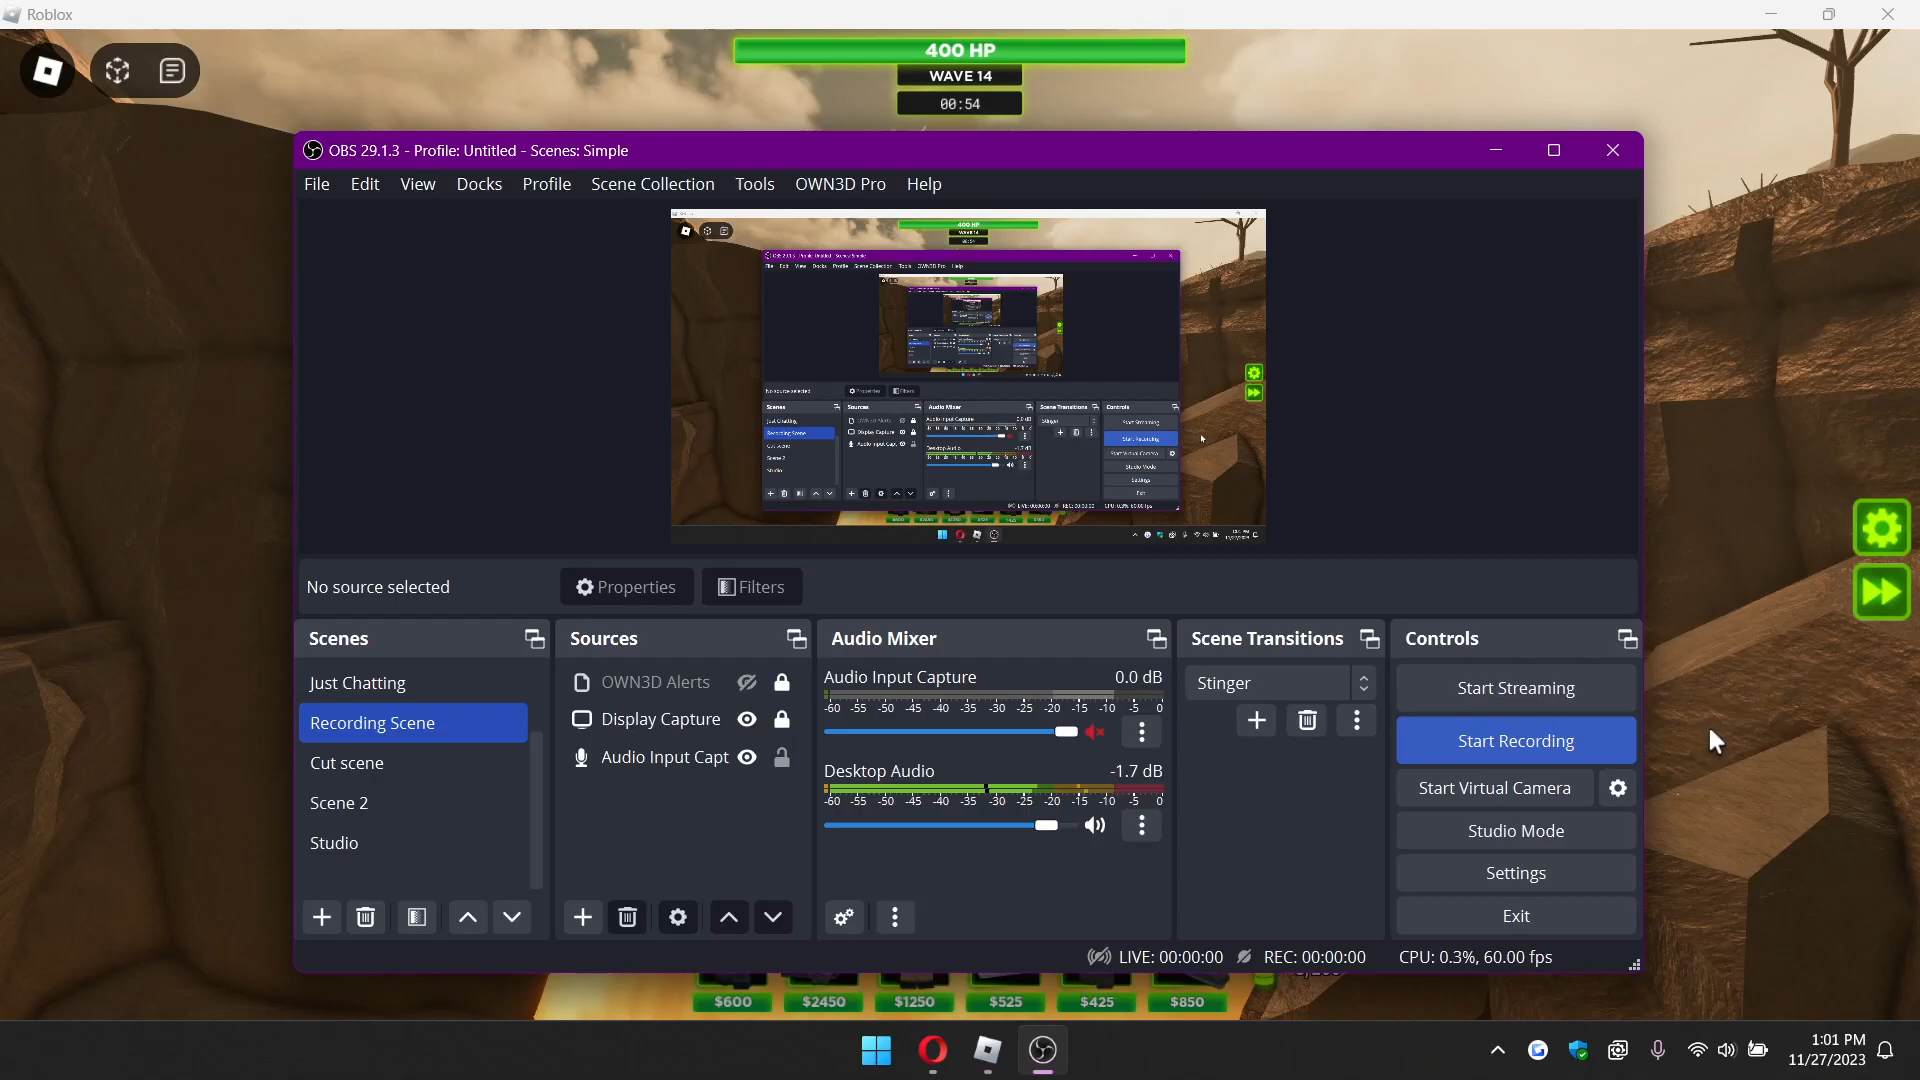 Roblox
400 HP
WAVE 14
00:54
OBS 29.1.3 - Profile: Untitled - Scenes: Simple
File Edit View Docks Profile Scene Collection Tools OWN3D Pro Help
No source selected Properties Filters
Scenes
Just Chatting
Recording Scene
Cut scene
Scene 2
Studio
Sources
OWN3D Alerts
Display Capture
Audio Input Capt
Audio Mixer
Audio Input Capture 0.0 dB
-60 -55 -50 -45 -40 -35 -30 -25 -20 -15 -10 -5 0
Desktop Audio -1.7 dB
-60 -55 -50 -45 -40 -35 -30 -25 -20 -15 -10 -5 0
Scene Transitions
Stinger
Controls
Start Streaming
Start Recording
Start Virtual Camera
Studio Mode
Settings
Exit
LIVE: 00:00:00 REC: 00:00:00 CPU: 0.3%, 60.00 fps
$600 $2450 $1250 $525 $425 $850
1:01 PM
11/27/2023